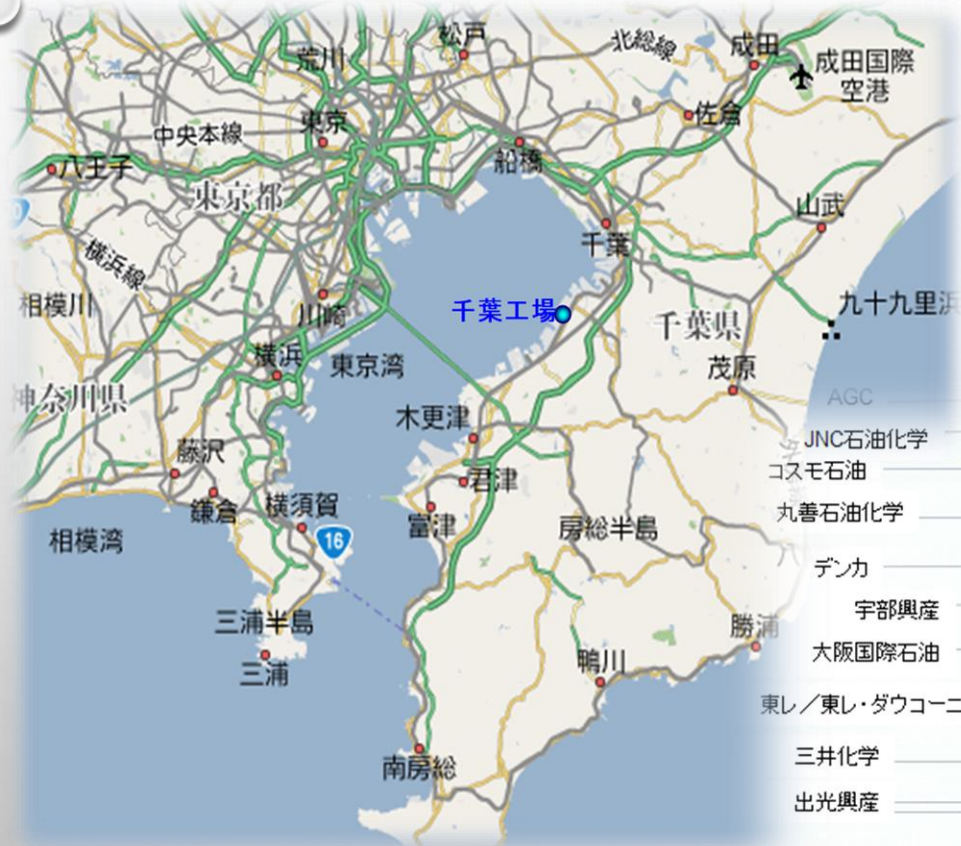 松戸
北総線
成田
成田国際
空港
荒川
東京
中央本線
佐倉
船橋
八王子
東京都
山武
千葉
横浜線
相模川
川崎
千葉工場
千葉県
九十九里浜
横浜
東京湾
茂原
神奈川県
AGC
木更津
JNC石油化学
藤沢
コスモ石油
君津
鎌倉
横須賀
富津
丸善石油化学
相模湾
16
房総半島
デンカ
三浦半島
宇部興産
勝浦
大阪国際石油
三浦
鴨川
東レ/東レ・ダウコーニ
三井化学
南房総
出光興産